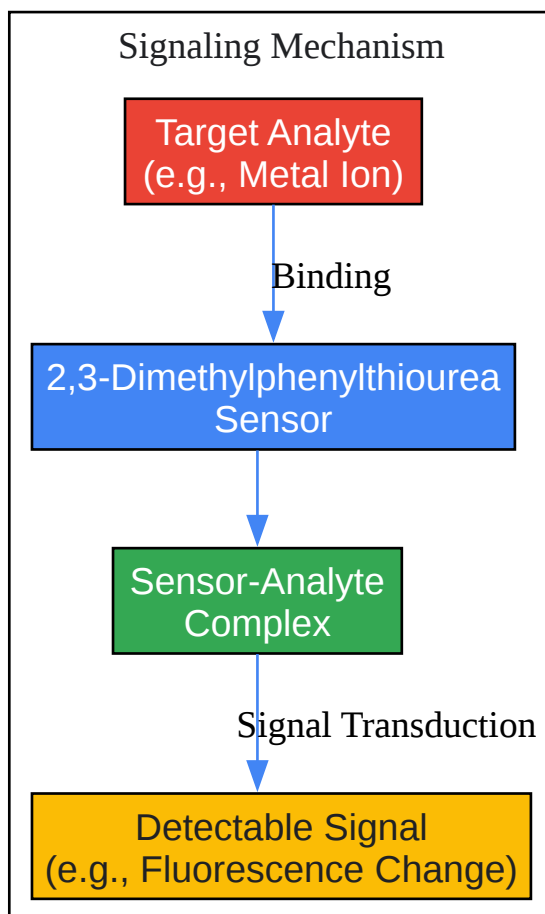 Signaling Mechanism
Target Analyte
(e.g., Metal Ion)
Binding
2,3-Dimethylphenylthiourea
Sensor
Sensor-Analyte
Complex
Signal Transduction
Detectable Signal
(e.g., Fluorescence Change)